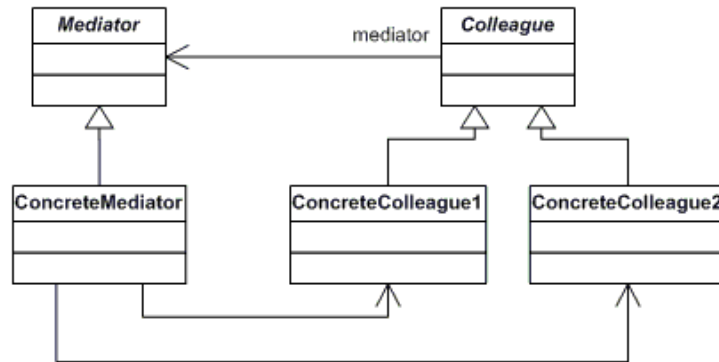 Mediator
mediator
Colleague
ConcreteMediator
ConcreteColleague1
ConcreteColleague2